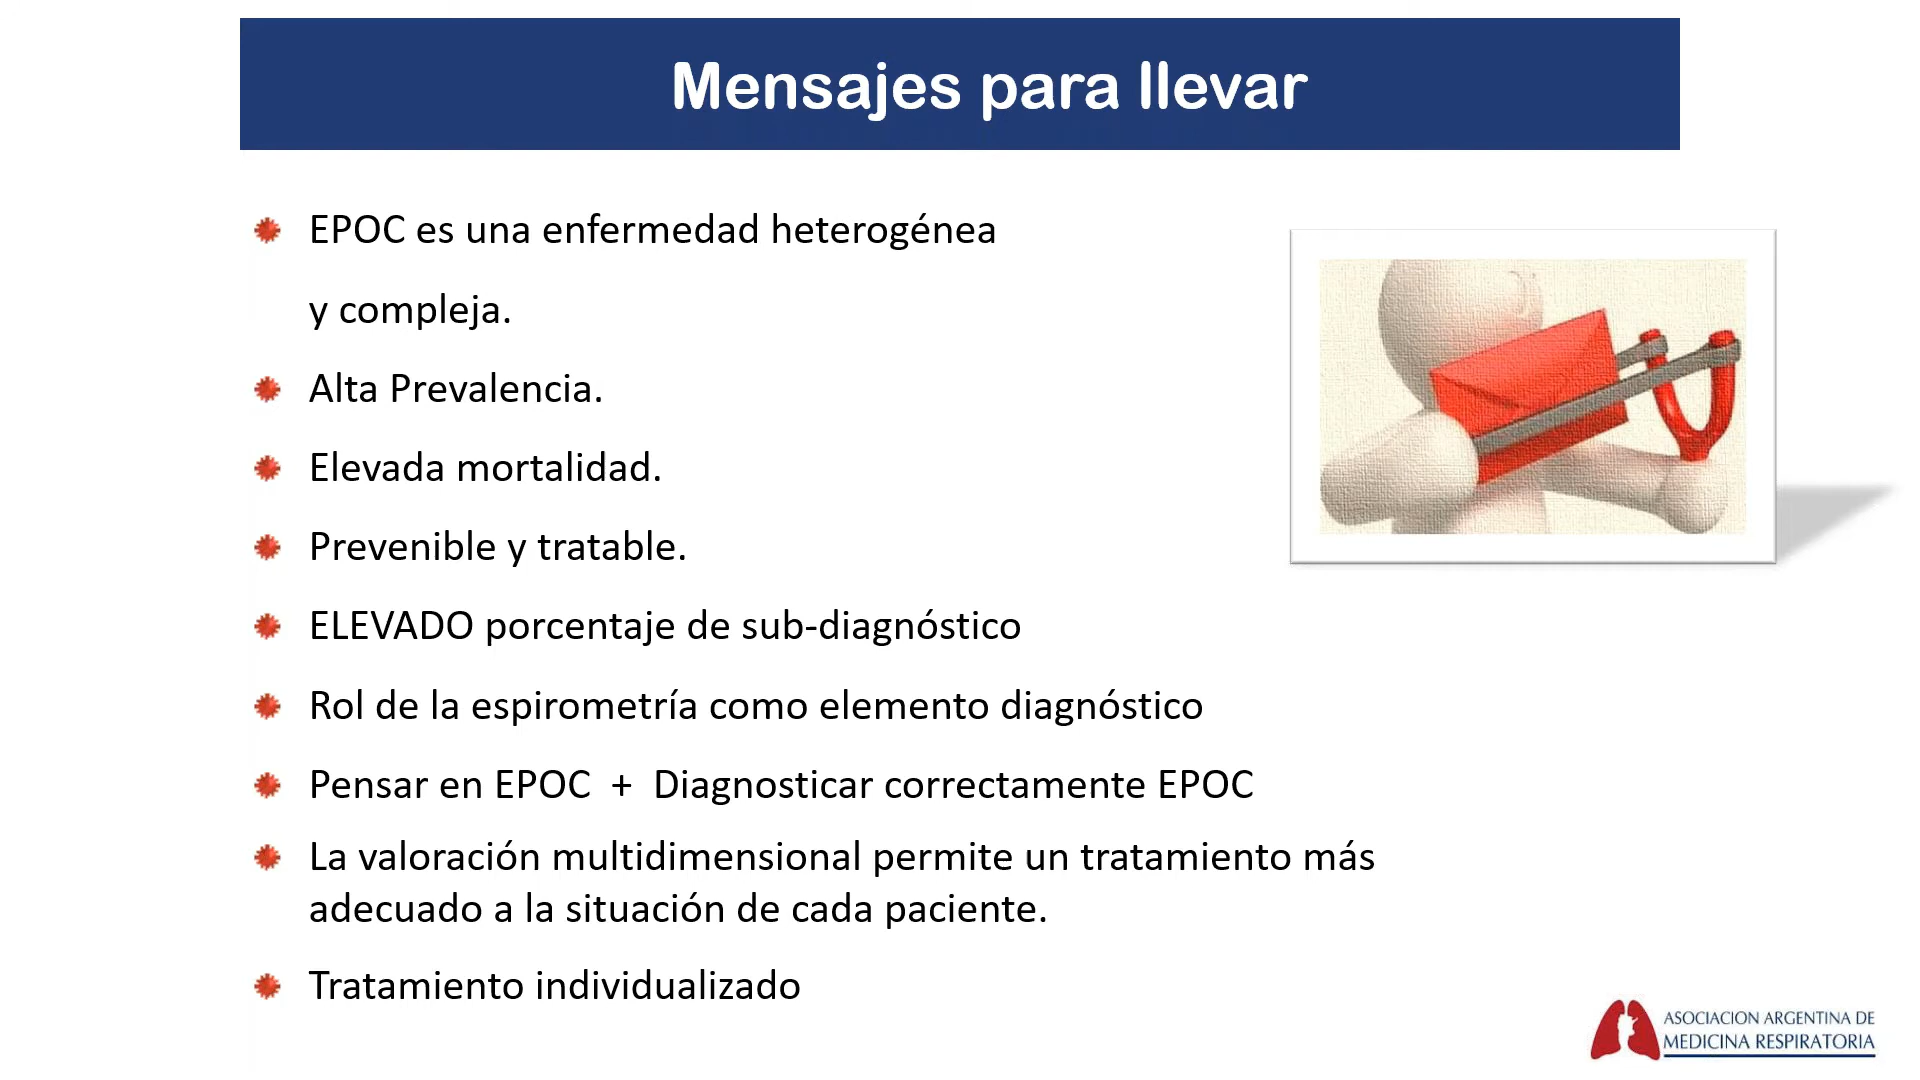 Mensajes para llevar
EPOC es una enfermedad heterogénea
y compleja.
Alta Prevalencia.
Elevada mortalidad.
Prevenible y tratable.
ELEVADO porcentaje de sub-diagnóstico
Rol de la espirometría como elemento diagnóstico
Pensar en EPOC + Diagnosticar correctamente EPOC
La valoración multidimensional permite un tratamiento más
adecuado a la situación de cada paciente.
Tratamiento individualizado
ASOCIACION ARGENTINA DE
MEDICINA RESPIRATORIA